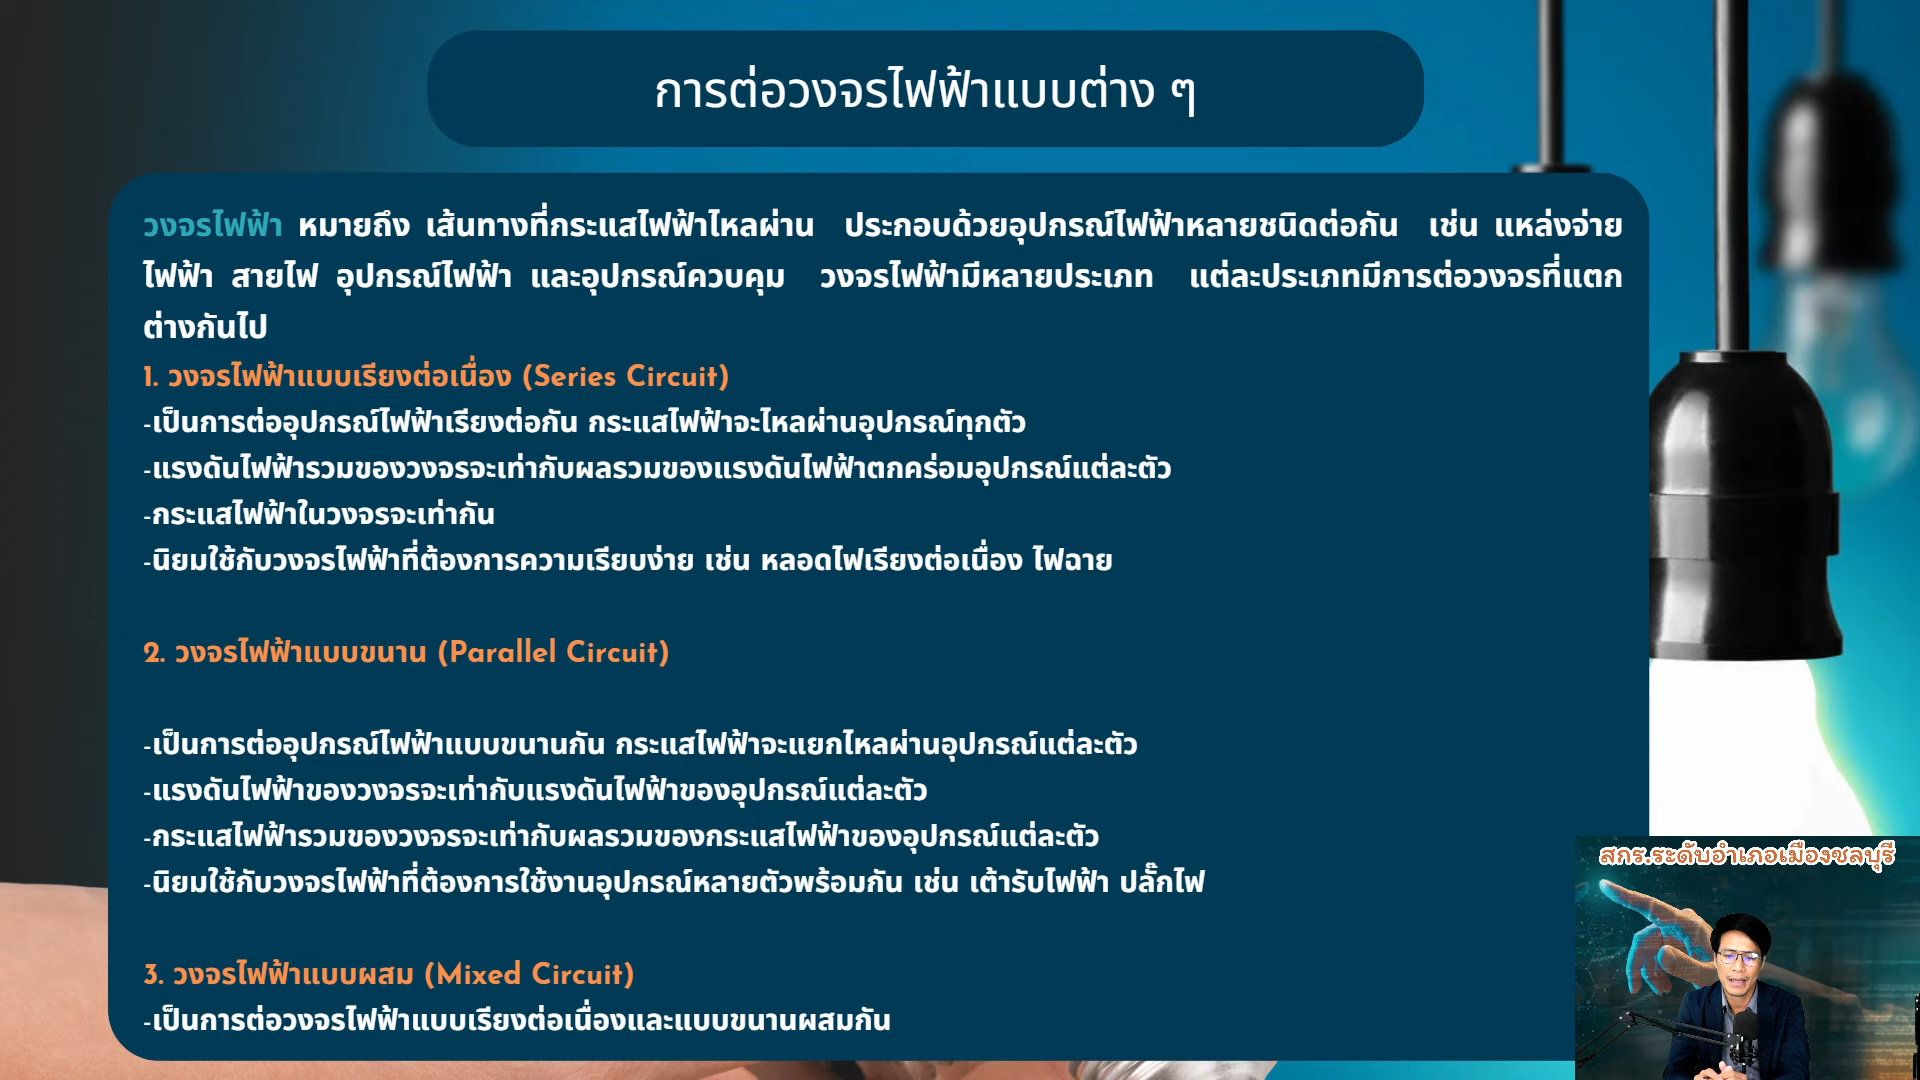 การต่อวงจรไฟฟ้าแบบต่าง ๆ
วงจรไฟฟ้า หมายถึง เส้นทางที่กระแสไฟฟ้าไหลผ่าน ประกอบด้วยอุปกรณ์ไฟฟ้าหลายชนิดต่อกัน เช่น แหล่งจ่าย
ไฟฟ้า สายไฟ อุปกรณ์ไฟฟ้า และอุปกรณ์ควบคุม วงจรไฟฟ้ามีหลายประเภท แต่ละประเภทมีการต่อวงจรที่แตก
ต่างกันไป
1. วงจรไฟฟ้าแบบเรียงต่อเนื่อง (Series Circuit)
-เป็นการต่ออุปกรณ์ไฟฟ้าเรียงต่อกัน กระแสไฟฟ้าจะไหลผ่านอุปกรณ์ทุกตัว
-แรงดันไฟฟ้ารวมของวงจรจะเท่ากับผลรวมของแรงดันไฟฟ้าตกคร่อมอุปกรณ์แต่ละตัว
-กระแสไฟฟ้าในวงจรจะเท่ากัน
-นิยมใช้กับวงจรไฟฟ้าที่ต้องการความเรียบง่าย เช่น หลอดไฟเรียงต่อเนื่อง ไฟฉาย
2. วงจรไฟฟ้าแบบขนาน (Parallel Circuit)
-เป็นการต่ออุปกรณ์ไฟฟ้าแบบขนานกัน กระแสไฟฟ้าจะแยกไหลผ่านอุปกรณ์แต่ละตัว
-แรงดันไฟฟ้าของวงจรจะเท่ากับแรงดันไฟฟ้าของอุปกรณ์แต่ละตัว
-กระแสไฟฟ้ารวมของวงจรจะเท่ากับผลรวมของกระแสไฟฟ้าของอุปกรณ์แต่ละตัว
-นิยมใช้กับวงจรไฟฟ้าที่ต้องการใช้งานอุปกรณ์หลายตัวพร้อมกัน เช่น เต้ารับไฟฟ้า ปลั๊กไฟ
3. วงจรไฟฟ้าแบบผสม (Mixed Circuit)
-เป็นการต่อวงจรไฟฟ้าแบบเรียงต่อเนื่องและแบบขนานผสมกัน
สกร.ระดับอำเภอเมืองชลบุรี